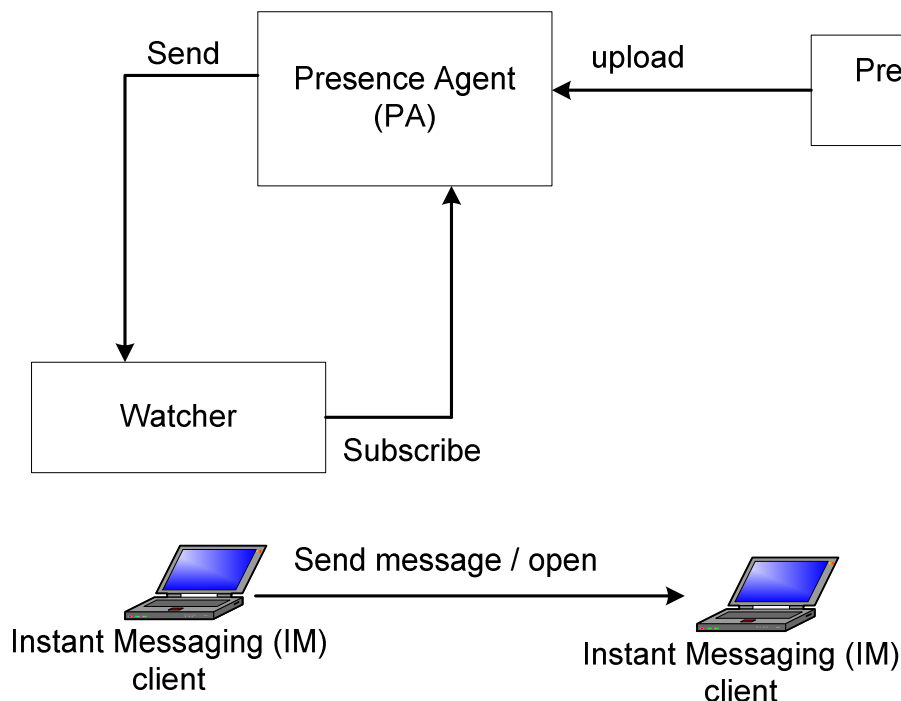 Send
Presence Agent
(PA)
upload
Watcher
Subscribe
Send message / open
Instant Messaging (IM)
client
Instant Messaging (IM)
client